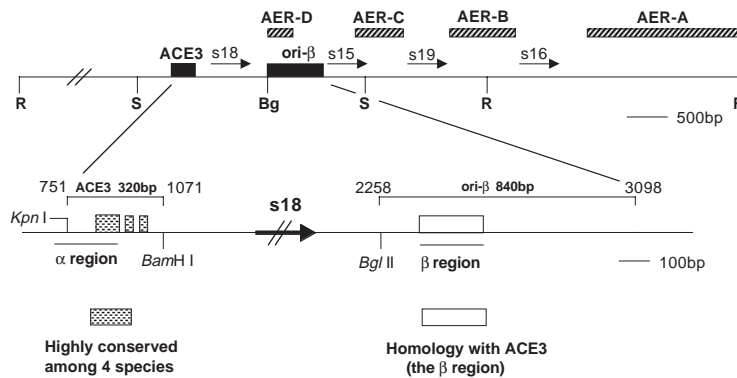 AER-D AER-C AER-B AER-A
ACE3 s18 ori-β s15 s19 s16
R S Bg S R R
500bp
751 ACE3 320bp 1071 2258 ori-β 840bp 3098
s18
Kpn I
α region BamH I Bgl II β region 100bp
Highly conserved
among 4 species
Homology with ACE3
(the β region)